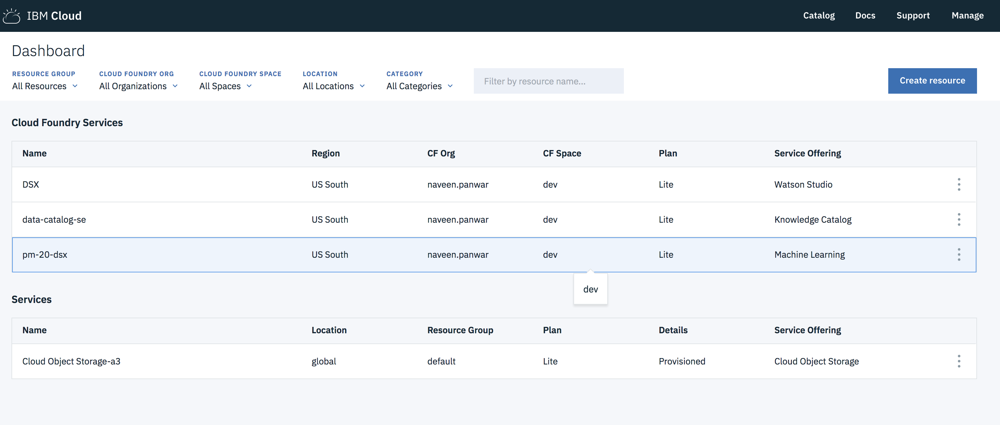 IBM Cloud Catalog Docs Support Manage
Dashboard
RESOURCE GROUP CLOUD FOUNDRY ORG CLOUD FOUNDRY SPACE LOCATION CATEGORY
All Resources All Organizations All Spaces All Locations All Categories Filter by resource name... Create resource
Cloud Foundry Services
Name Region CF Org CF Space Plan Service Offering
DSX US South naveen.panwar dev Lite Watson Studio
data-catalog-se US South naveen.panwar dev Lite Knowledge Catalog
pm-20-dsx US South naveen.panwar dev Lite Machine Learning
dev
Services
Name Location Resource Group Plan Details Service Offering
Cloud Object Storage-a3 global default Lite Provisioned Cloud Object Storage